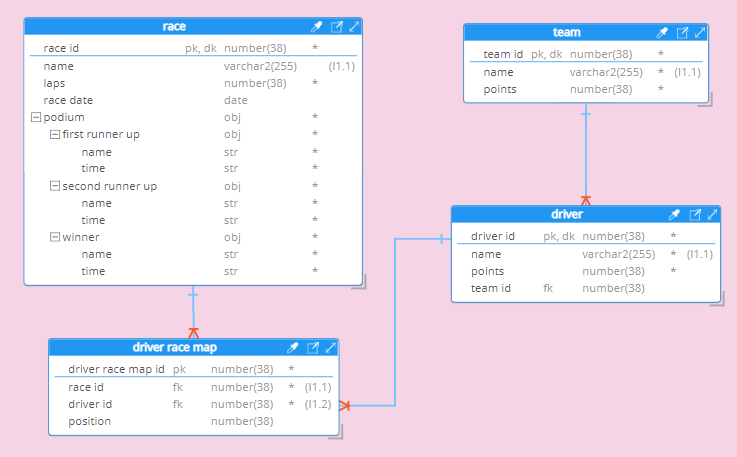 race
race id pk, dk number(38) *
name varchar2(255) (I1.1)
laps number(38) *
race date date
podium obj *
first runner up obj *
name str *
time str *
second runner up obj *
name str *
time str *
winner obj *
name str *
time str *
team
team id pk, dk number(38) *
name varchar2(255) * (I1.1)
points number(38) *
driver
driver id pk, dk number(38) *
name varchar2(255) * (I1.1)
points number(38) *
team id fk number(38)
driver race map
driver race map id pk number(38) *
race id fk number(38) * (I1.1)
driver id fk number(38) * (I1.2)
position number(38)